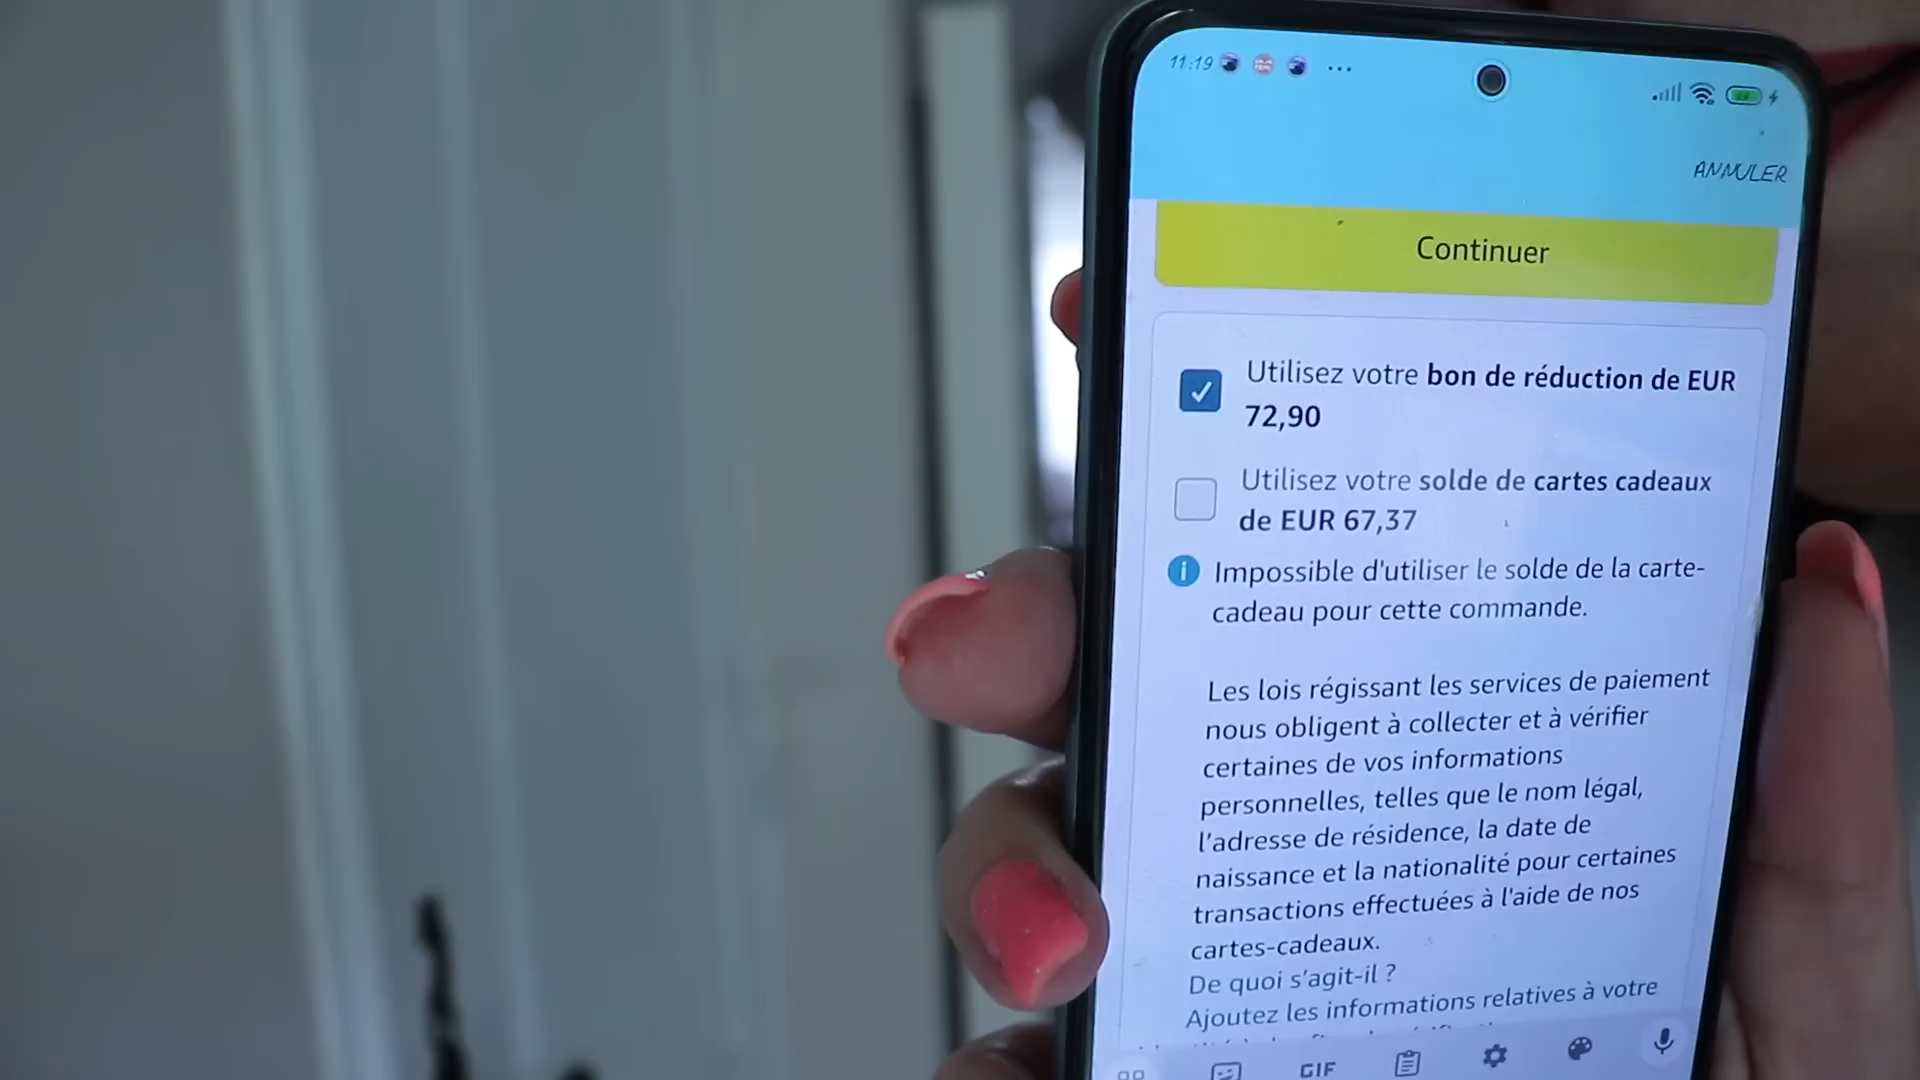 11:19
ANNULER
Continuer
Utilisez votre bon de réduction de EUR
72,90
Utilisez votre solde de cartes cadeaux
de EUR 67,37
Impossible d'utiliser le solde de la carte-
cadeau pour cette commande.
Les lois régissant les services de paiement
nous obligent à collecter et à vérifier
certaines de vos informations
personnelles, telles que le nom légal,
l'adresse de résidence, la date de
naissance et la nationalité pour certaines
transactions effectuées à l'aide de nos
cartes-cadeaux.
De quoi s'agit-il ?
Ajoutez les informations relatives à votre
GIF